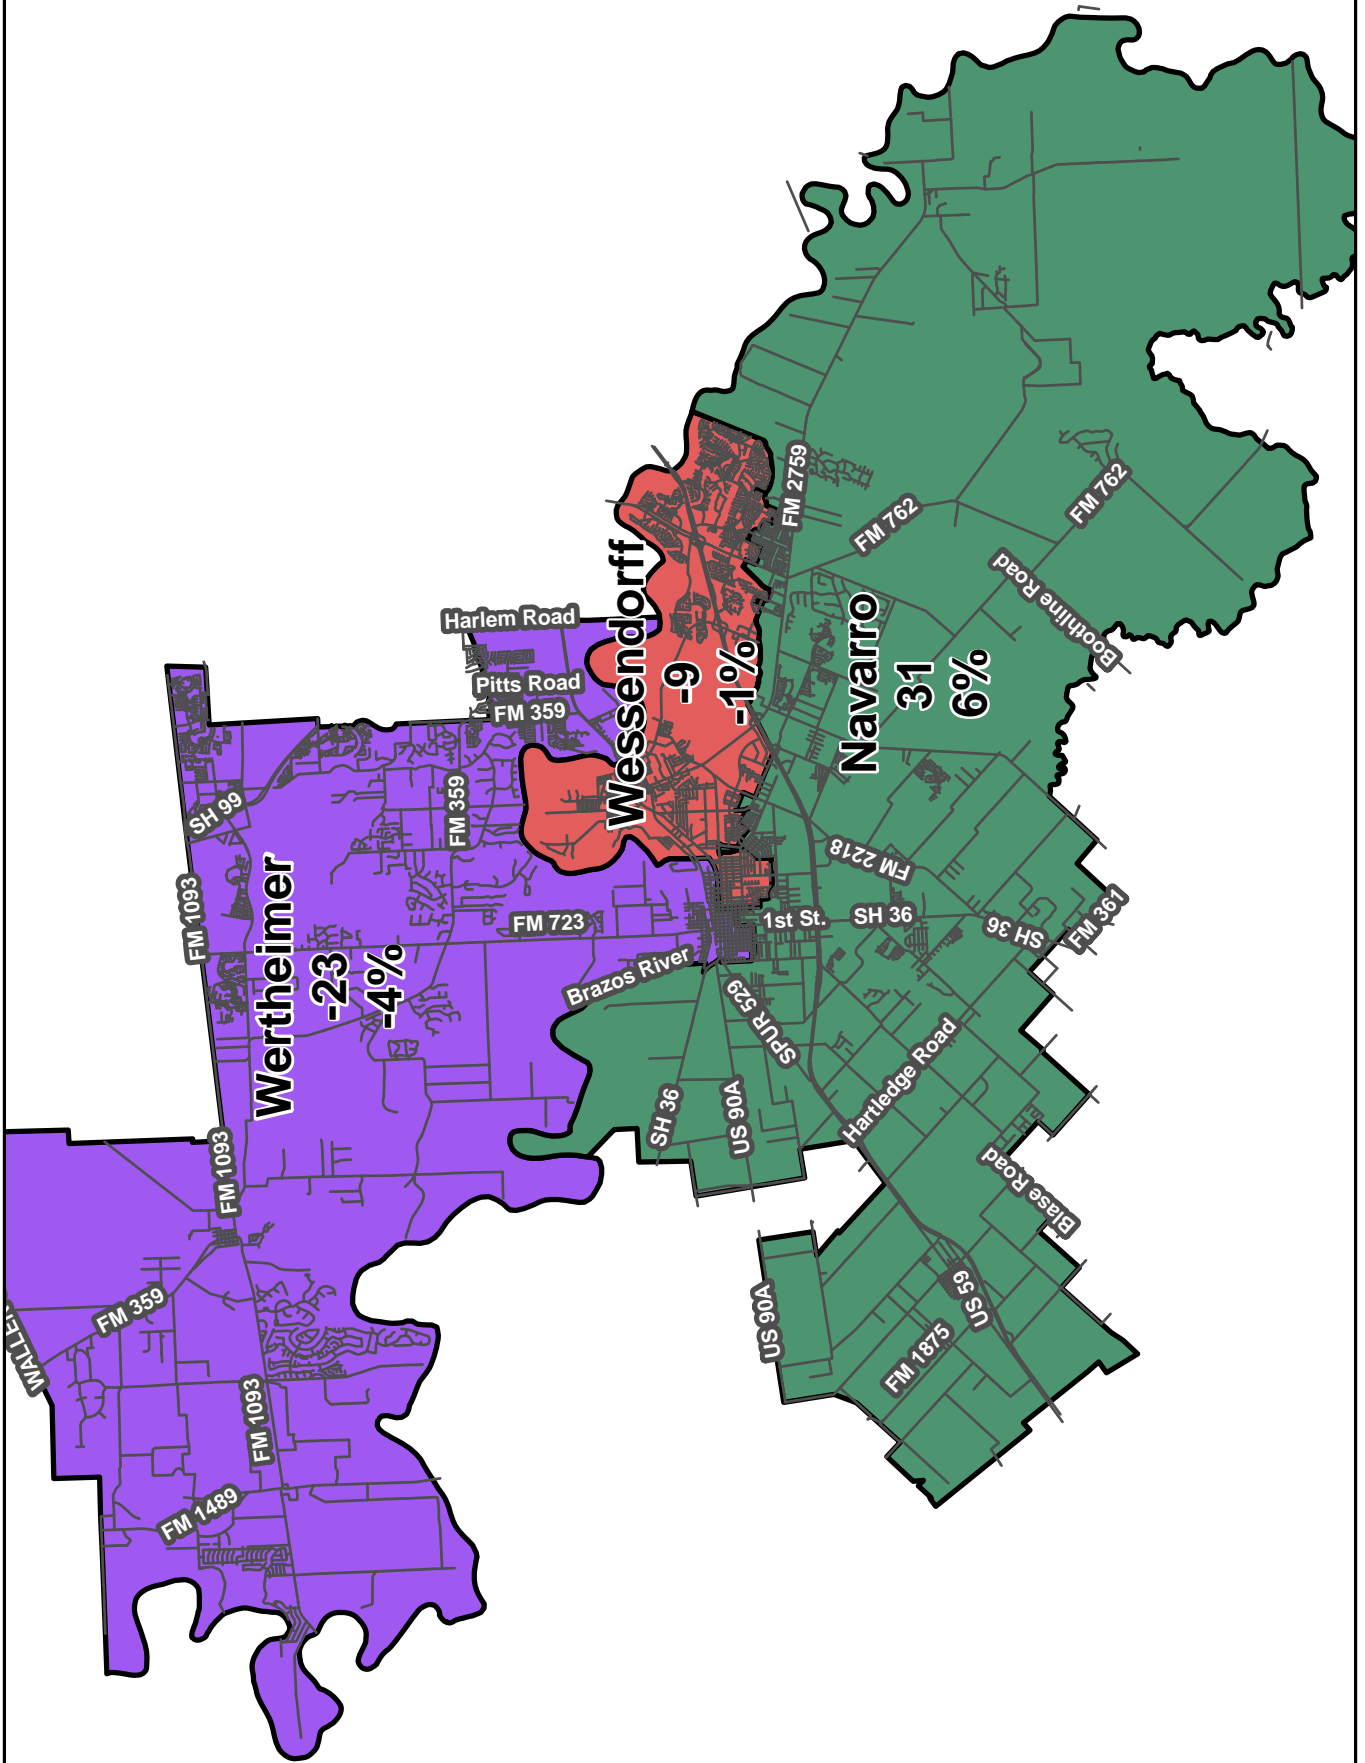 Harlem Road
Pitts Road
FM 359
Wessendorff
-9
-1%
FM 2759
FM 762
FM 762
Boothline Road
Navarro
31
6%
SH 99
FM 359
FM 1093
Wertheimer
-23
-4%
FM 723
Brazos River
1st St.
SH 36
FM 2218
SH 36
FM 361
SPUR 529
SH 36
US 90A
Hartledge Road
Blase Road
FM 1093
FM 359
US 90A
US 59
FM 1875
FM 1093
FM 1489